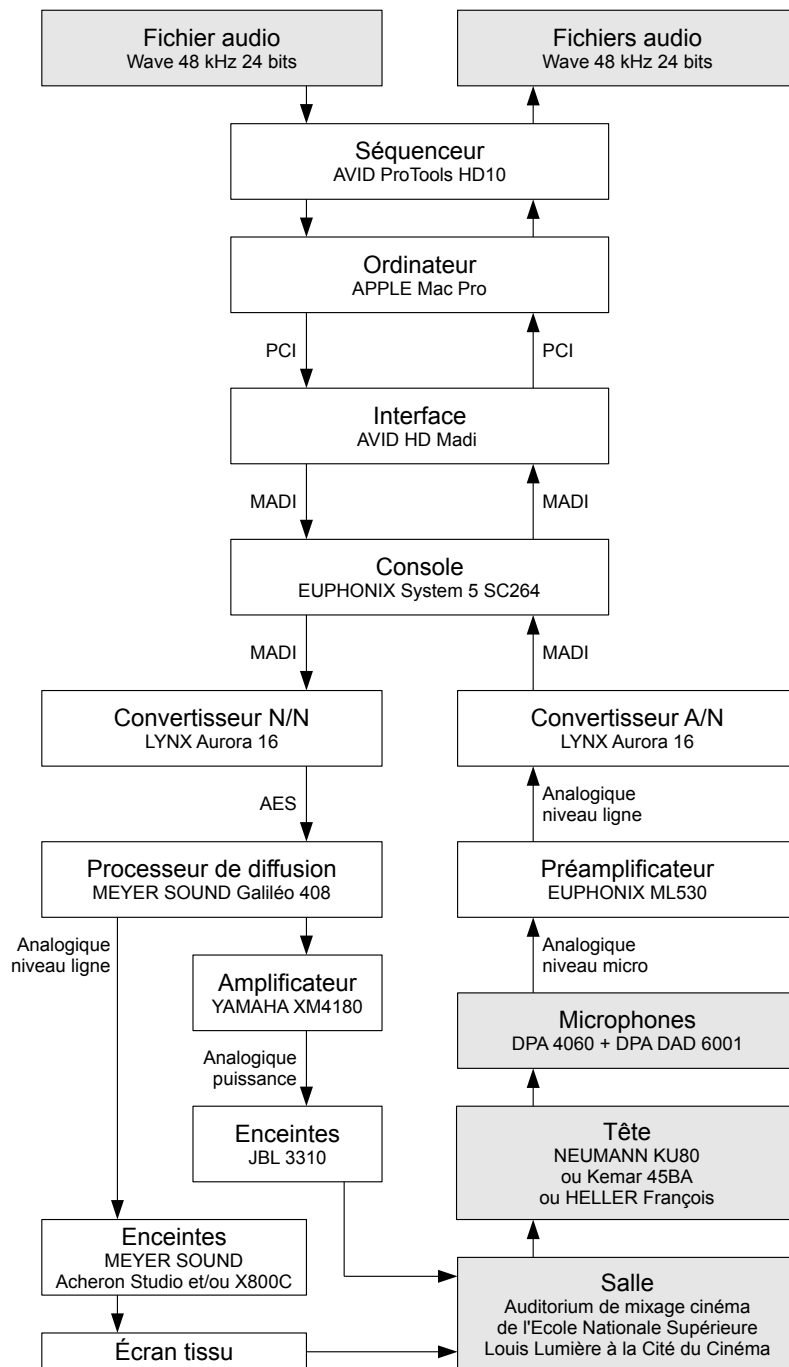 Fichier audio
Wave 48 kHz 24 bits
Fichiers audio
Wave 48 kHz 24 bits
Séquenceur
AVID ProTools HD10
Ordinateur
APPLE Mac Pro
PCI
PCI
Interface
AVID HD Madi
MADI
MADI
Console
EUPHONIX System 5 SC264
MADI
MADI
Convertisseur N/N
LYNX Aurora 16
Convertisseur A/N
LYNX Aurora 16
AES
Analogique
niveau ligne
Processeur de diffusion
MEYER SOUND Galiléo 408
Préamplificateur
EUPHONIX ML530
Analogique
niveau ligne
Analogique
niveau micro
Amplificateur
YAMAHA XM4180
Microphones
DPA 4060 + DPA DAD 6001
Analogique
puissance
Enceintes
JBL 3310
Tête
NEUMANN KU80
ou Kemar 45BA
ou HELLER François
Enceintes
MEYER SOUND
Acheron Studio et/ou X800C
Salle
Auditorium de mixage cinéma
de l'Ecole Nationale Supérieure
Louis Lumière à la Cité du Cinéma
Écran tissu